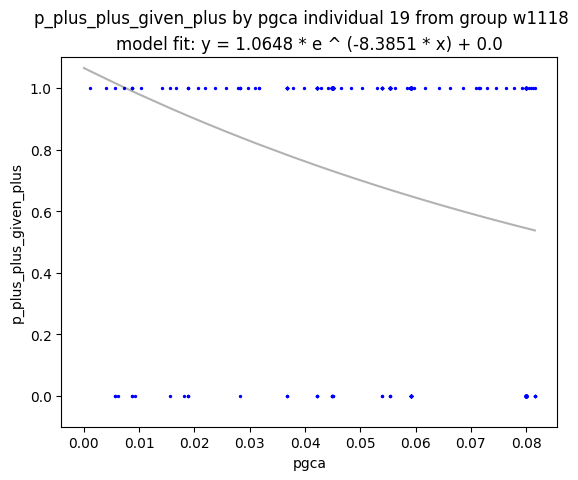 p_plus_plus_given_plus by pgca individual 19 from group w1118
model fit: y = 1.0648 * e ^ (-8.3851 * x) + 0.0
1.0
0.8
0.6
0.4
0.2
0.0
p_plus_plus_given_plus
0.00 0.01 0.02 0.03 0.04 0.05 0.06 0.07 0.08
pgca